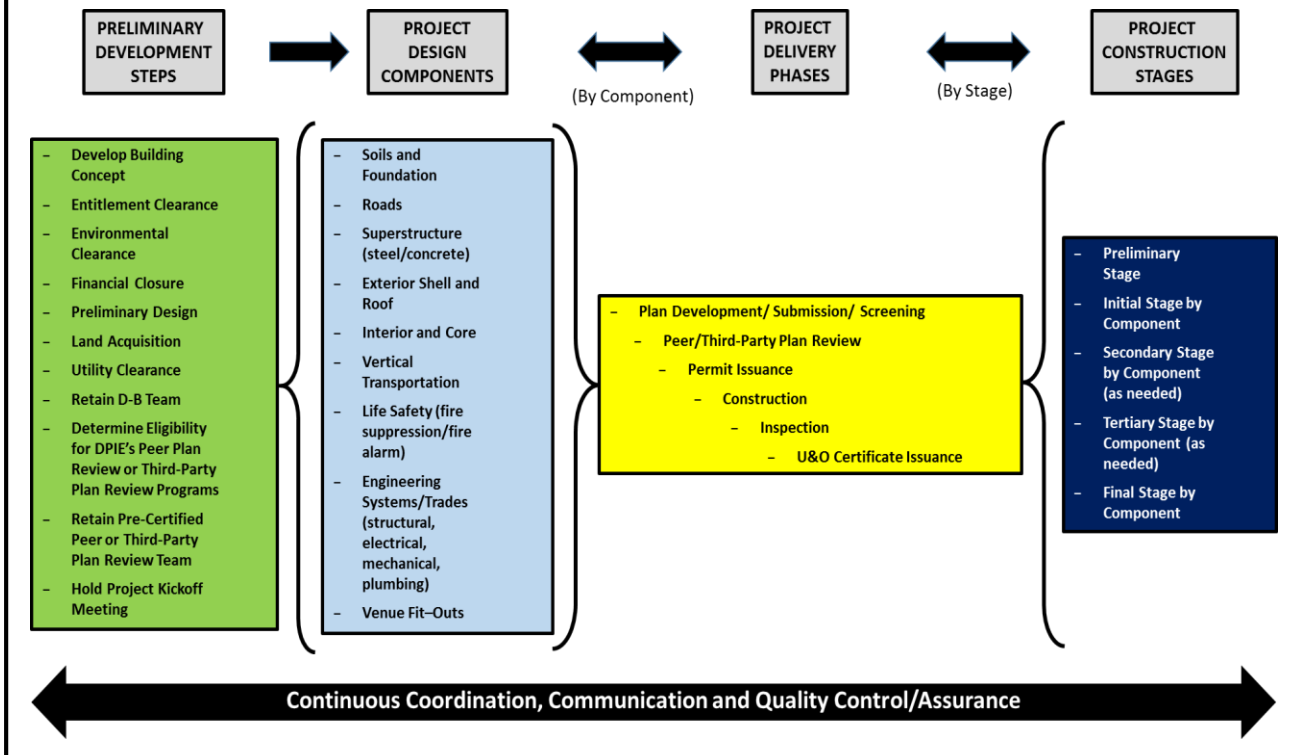 PRELIMINARY
DEVELOPMENT
STEPS
PROJECT
DESIGN
COMPONENTS
(By Component)
PROJECT
DELIVERY
PHASES
(By Stage)
PROJECT
CONSTRUCTION
STAGES
– Develop Building
Concept
– Entitlement Clearance
– Environmental
Clearance
– Financial Closure
– Preliminary Design
– Land Acquisition
– Utility Clearance
– Retain D-B Team
– Determine Eligibility
for DPIE's Peer Plan
Review or Third-Party
Plan Review Programs
– Retain Pre-Certified
Peer or Third-Party
Plan Review Team
– Hold Project Kickoff
Meeting
– Soils and
Foundation
– Roads
– Superstructure
(steel/concrete)
– Exterior Shell and
Roof
– Interior and Core
– Vertical
Transportation
– Life Safety (fire
suppression/fire
alarm)
– Engineering
Systems/Trades
(structural,
electrical,
mechanical,
plumbing)
– Venue Fit–Outs
– Plan Development/ Submission/ Screening
– Peer/Third-Party Plan Review
– Permit Issuance
– Construction
– Inspection
– U&O Certificate Issuance
– Preliminary
Stage
– Initial Stage by
Component
– Secondary Stage
by Component
(as needed)
– Tertiary Stage by
Component (as
needed)
– Final Stage by
Component
Continuous Coordination, Communication and Quality Control/Assurance